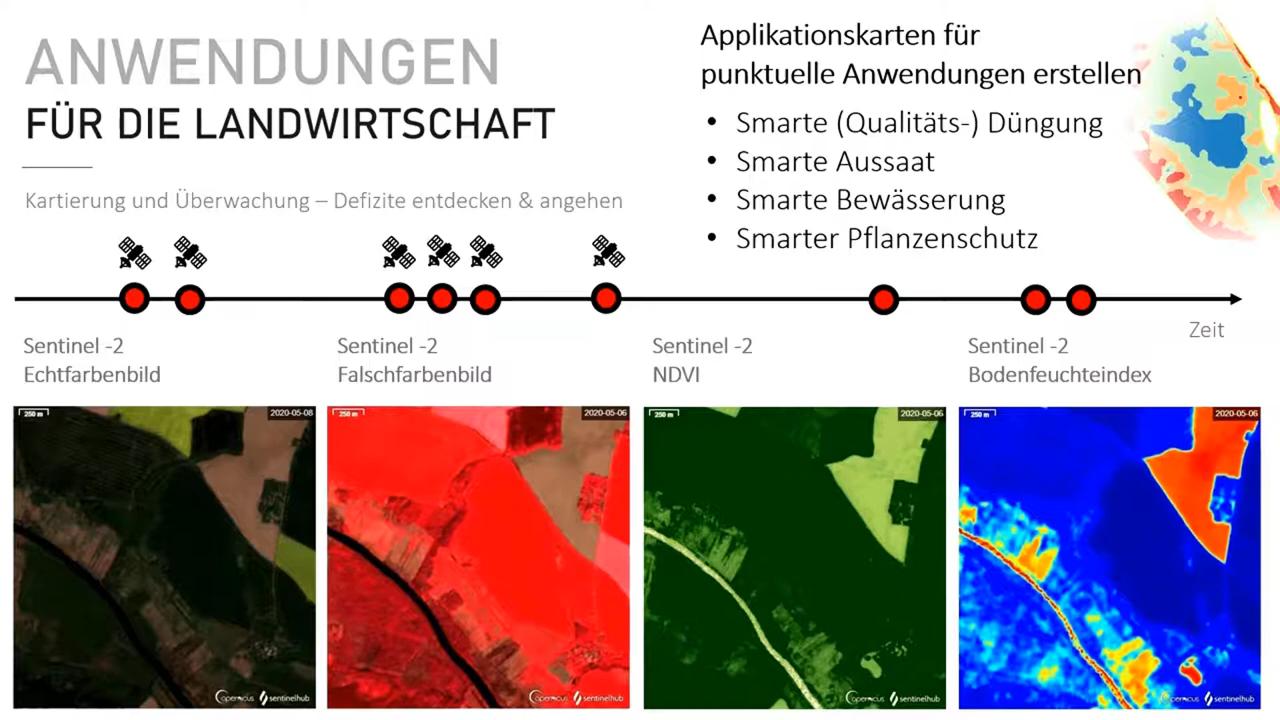 ANWENDUNGEN
FÜR DIE LANDWIRTSCHAFT
Kartierung und Überwachung – Defizite entdecken & angehen
Applikationskarten für
punktuelle Anwendungen erstellen
• Smarte (Qualitäts-) Düngung
• Smarte Aussaat
• Smarte Bewässerung
• Smarter Pflanzenschutz
Zeit
Sentinel -2
Echtfarbenbild
Sentinel -2
Falschfarbenbild
Sentinel -2
NDVI
Sentinel -2
Bodenfeuchteindex
250 m
2020-05-08
Copernicus sentinelhub
250 m
2020-05-06
Copernicus sentinelhub
250 m
2020-05-06
Copernicus sentinelhub
250 m
2020-05-06
Copernicus sentinelhub